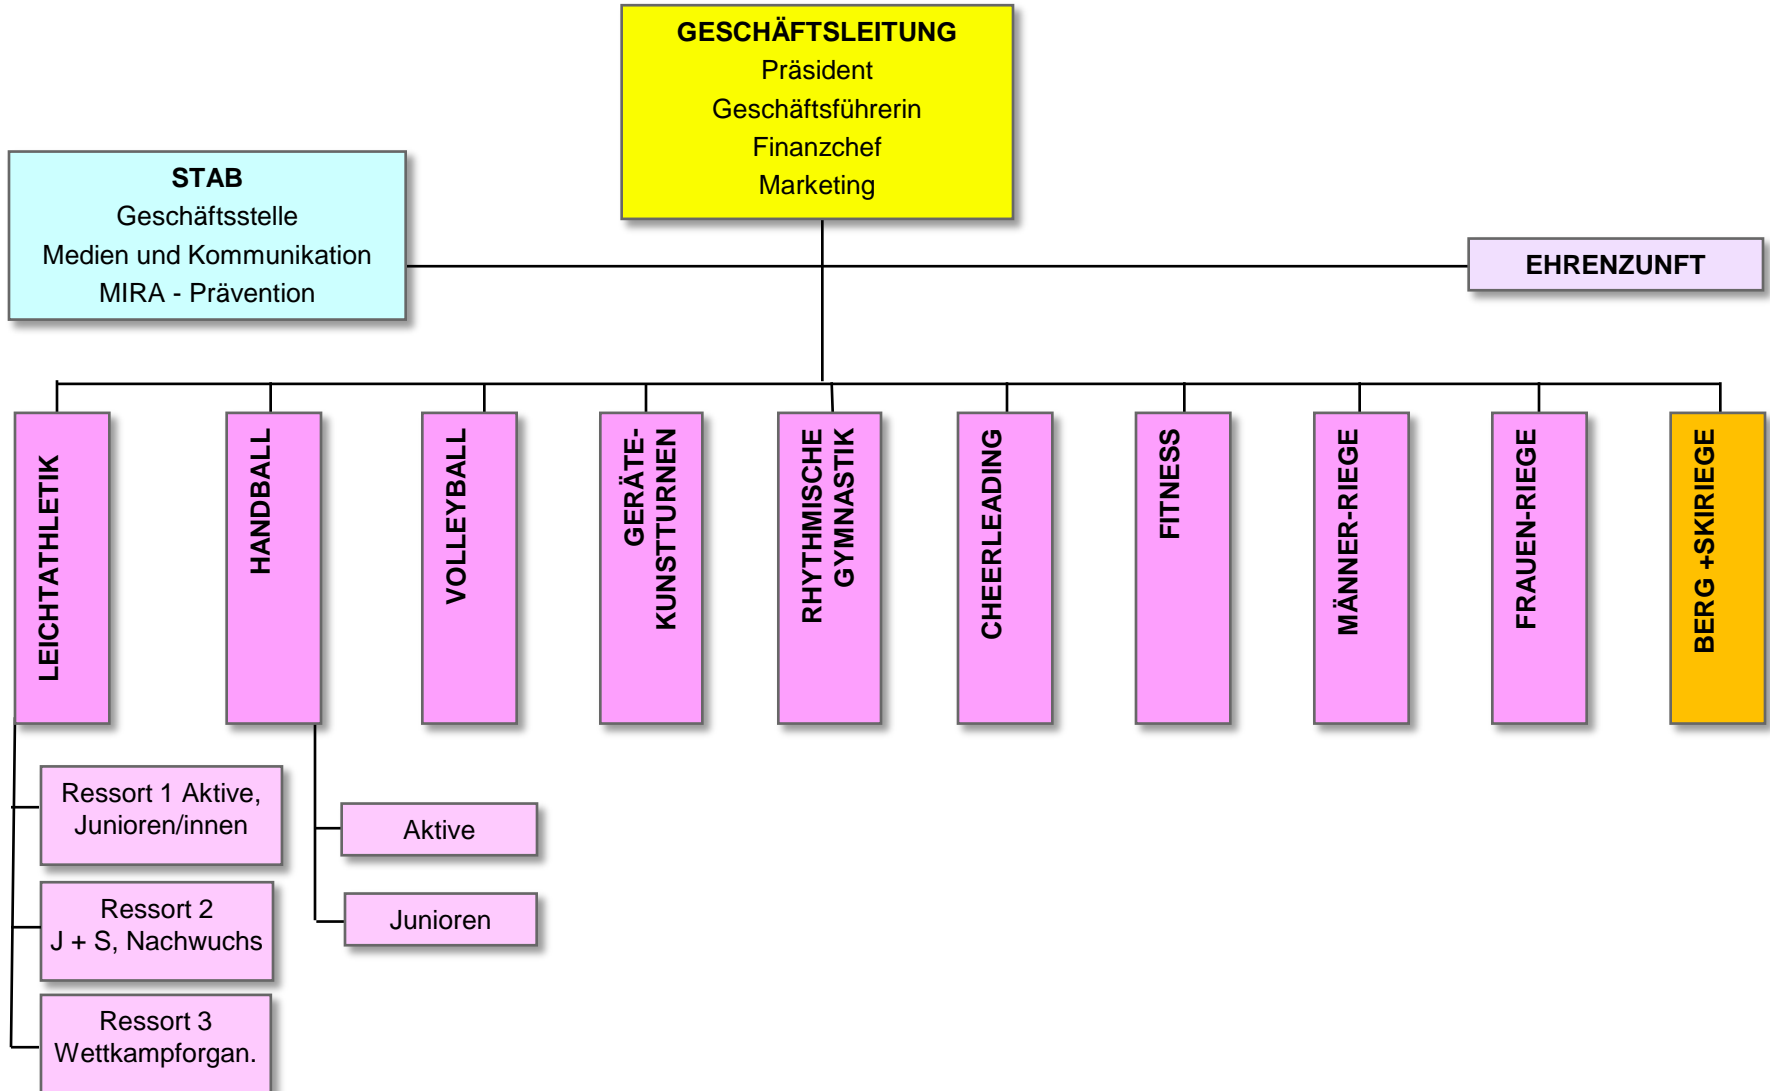 GESCHÄFTSLEITUNG
Präsident
Geschäftsführerin
Finanzchef
Marketing
STAB
Geschäftsstelle
Medien und Kommunikation
MIRA - Prävention
EHRENZUNFT
LEICHTATHLETIK
HANDBALL
VOLLEYBALL
GERÄTE-
KUNSTTURNEN
RHYTHMISCHE
GYMNASTIK
CHEERLEADING
FITNESS
MÄNNER-RIEGE
FRAUEN-RIEGE
BERG +SKIRIEGE
Ressort 1 Aktive,
Junioren/innen
Ressort 2
J + S, Nachwuchs
Ressort 3
Wettkampforgan.
Aktive
Junioren